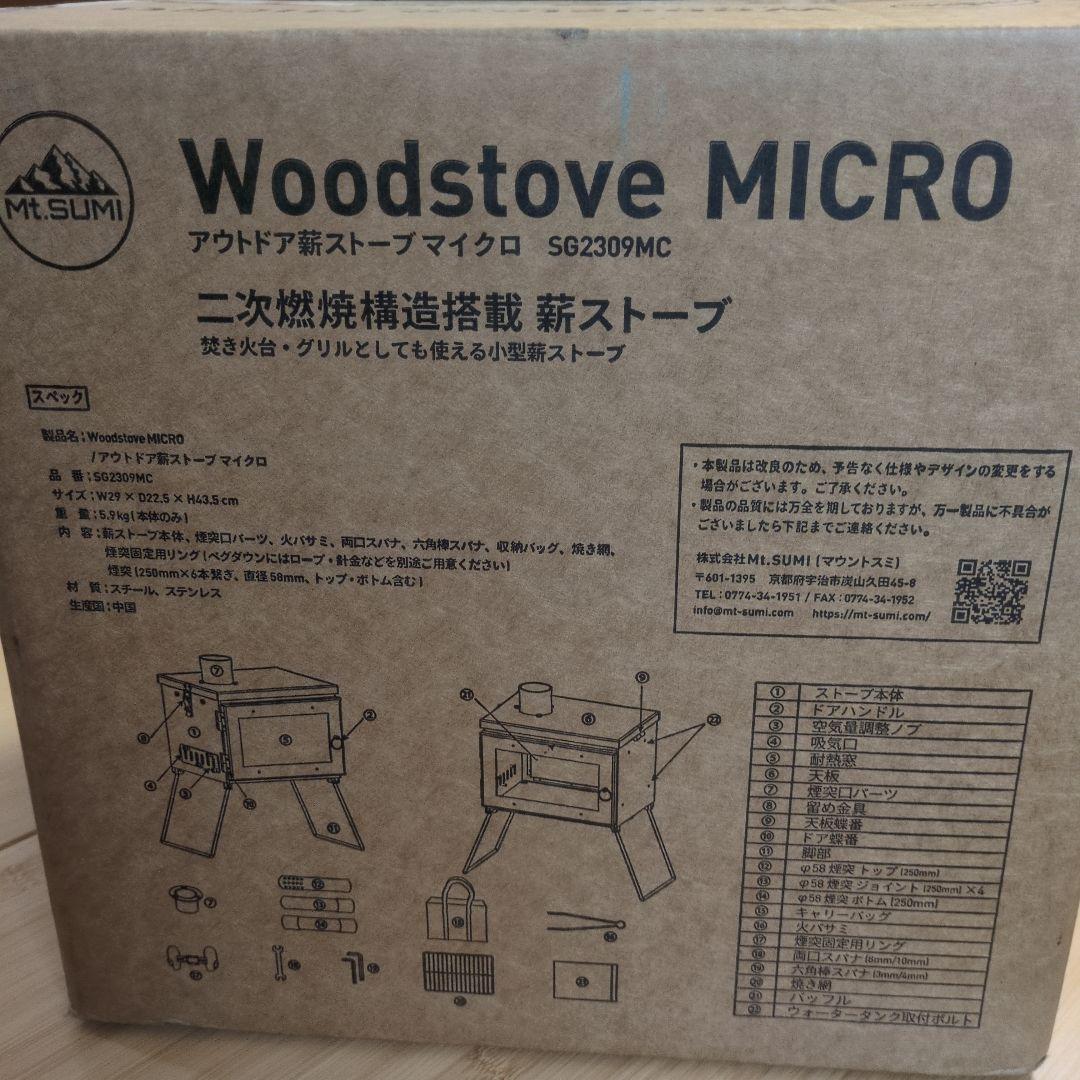 Mt.SUMI
Woodstove MICRO
アウトドア薪ストーブ マイクロ SG2309MC
二次燃焼構造搭載 薪ストーブ
焚き火台・グリルとしても使える小型薪ストーブ
スペック
製品名:Woodstove MICRO
/アウトドア薪ストーブ マイクロ
品 番:SG2309MC
サイズ:W29 × D22.5 × H43.5cm
重 量:5.9kg(本体のみ)
内 容:薪ストーブ本体、煙突口パーツ、火バサミ、両口スパナ、六角棒スパナ、収納バッグ、焼き網、
煙突固定用リング(ペグダウンにはロープ・針金などを別途ご用意ください)
煙突(250mm×6本繋ぎ、直径58mm、トップ・ボトム含む)
材 質:スチール、ステンレス
生産国:中国
・本製品は改良のため、予告なく仕様やデザインの変更をする
場合がございます。ご了承ください。
・製品の品質には万全を期しておりますが、万一製品に不具合が
ございましたら下記までご連絡ください。
株式会社Mt.SUMI(マウントスミ)
〒601-1395 京都府宇治市炭山久田45-8
TEL:0774-34-1951 / FAX:0774-34-1952
info@mt-sumi.com https://mt-sumi.com/
⑦
①
⑧
⑤
②
④
③
⑩
⑪
㉑
⑥
⑨
㉒
⑦
⑫
⑬
⑭
⑮
⑯
⑰
⑱
⑲
⑳
㉑
① ストーブ本体
② ドアハンドル
③ 空気量調整ノブ
④ 吸気口
⑤ 耐熱窓
⑥ 天板
⑦ 煙突口パーツ
⑧ 留め金具
⑨ 天板蝶番
⑩ ドア蝶番
⑪ 脚部
⑫ φ58 煙突 トップ (250mm)
⑬ φ58 煙突 ジョイント (250mm) ×4
⑭ φ58 煙突 ボトム (250mm)
⑮ キャリーバッグ
⑯ 火バサミ
⑰ 煙突固定用リング
⑱ 両口スパナ (8mm/10mm)
⑲ 六角棒スパナ (3mm/4mm)
⑳ 焼き網
㉑ バッフル
㉒ ウォータータンク取付ボルト